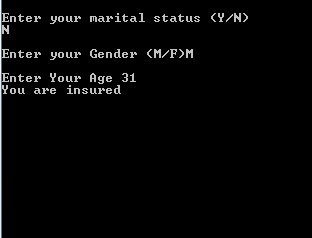 Enter your marital status (Y/N)
N
Enter your Gender (M/F)M
Enter Your Age 31
You are insured